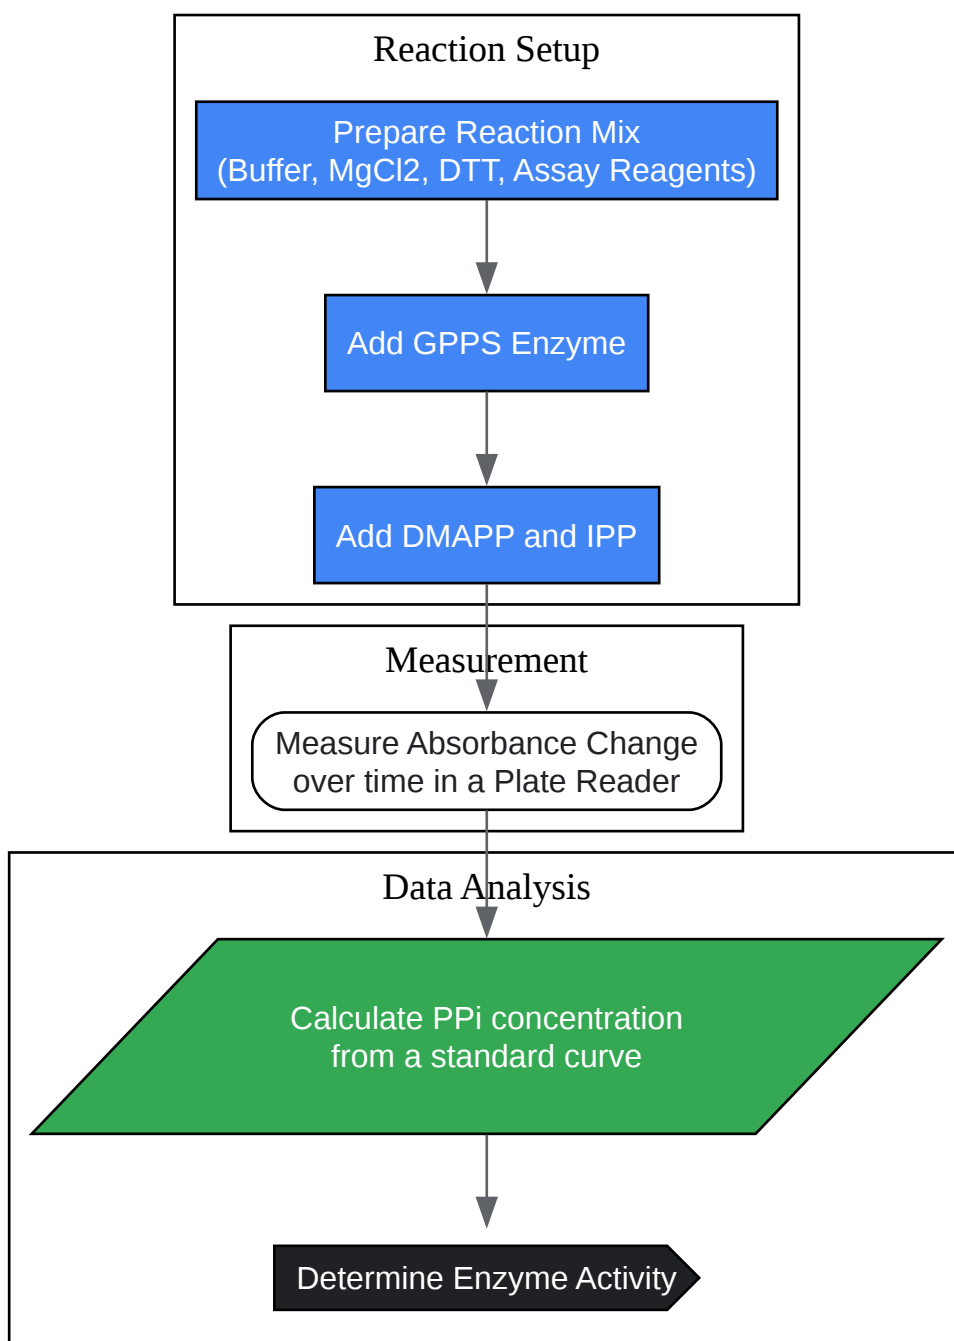 Reaction Setup
Prepare Reaction Mix
(Buffer, MgCl2, DTT, Assay Reagents)
Add GPPS Enzyme
Add DMAPP and IPP
Measurement
Measure Absorbance Change
over time in a Plate Reader
Data Analysis
Calculate PPi concentration
from a standard curve
Determine Enzyme Activity